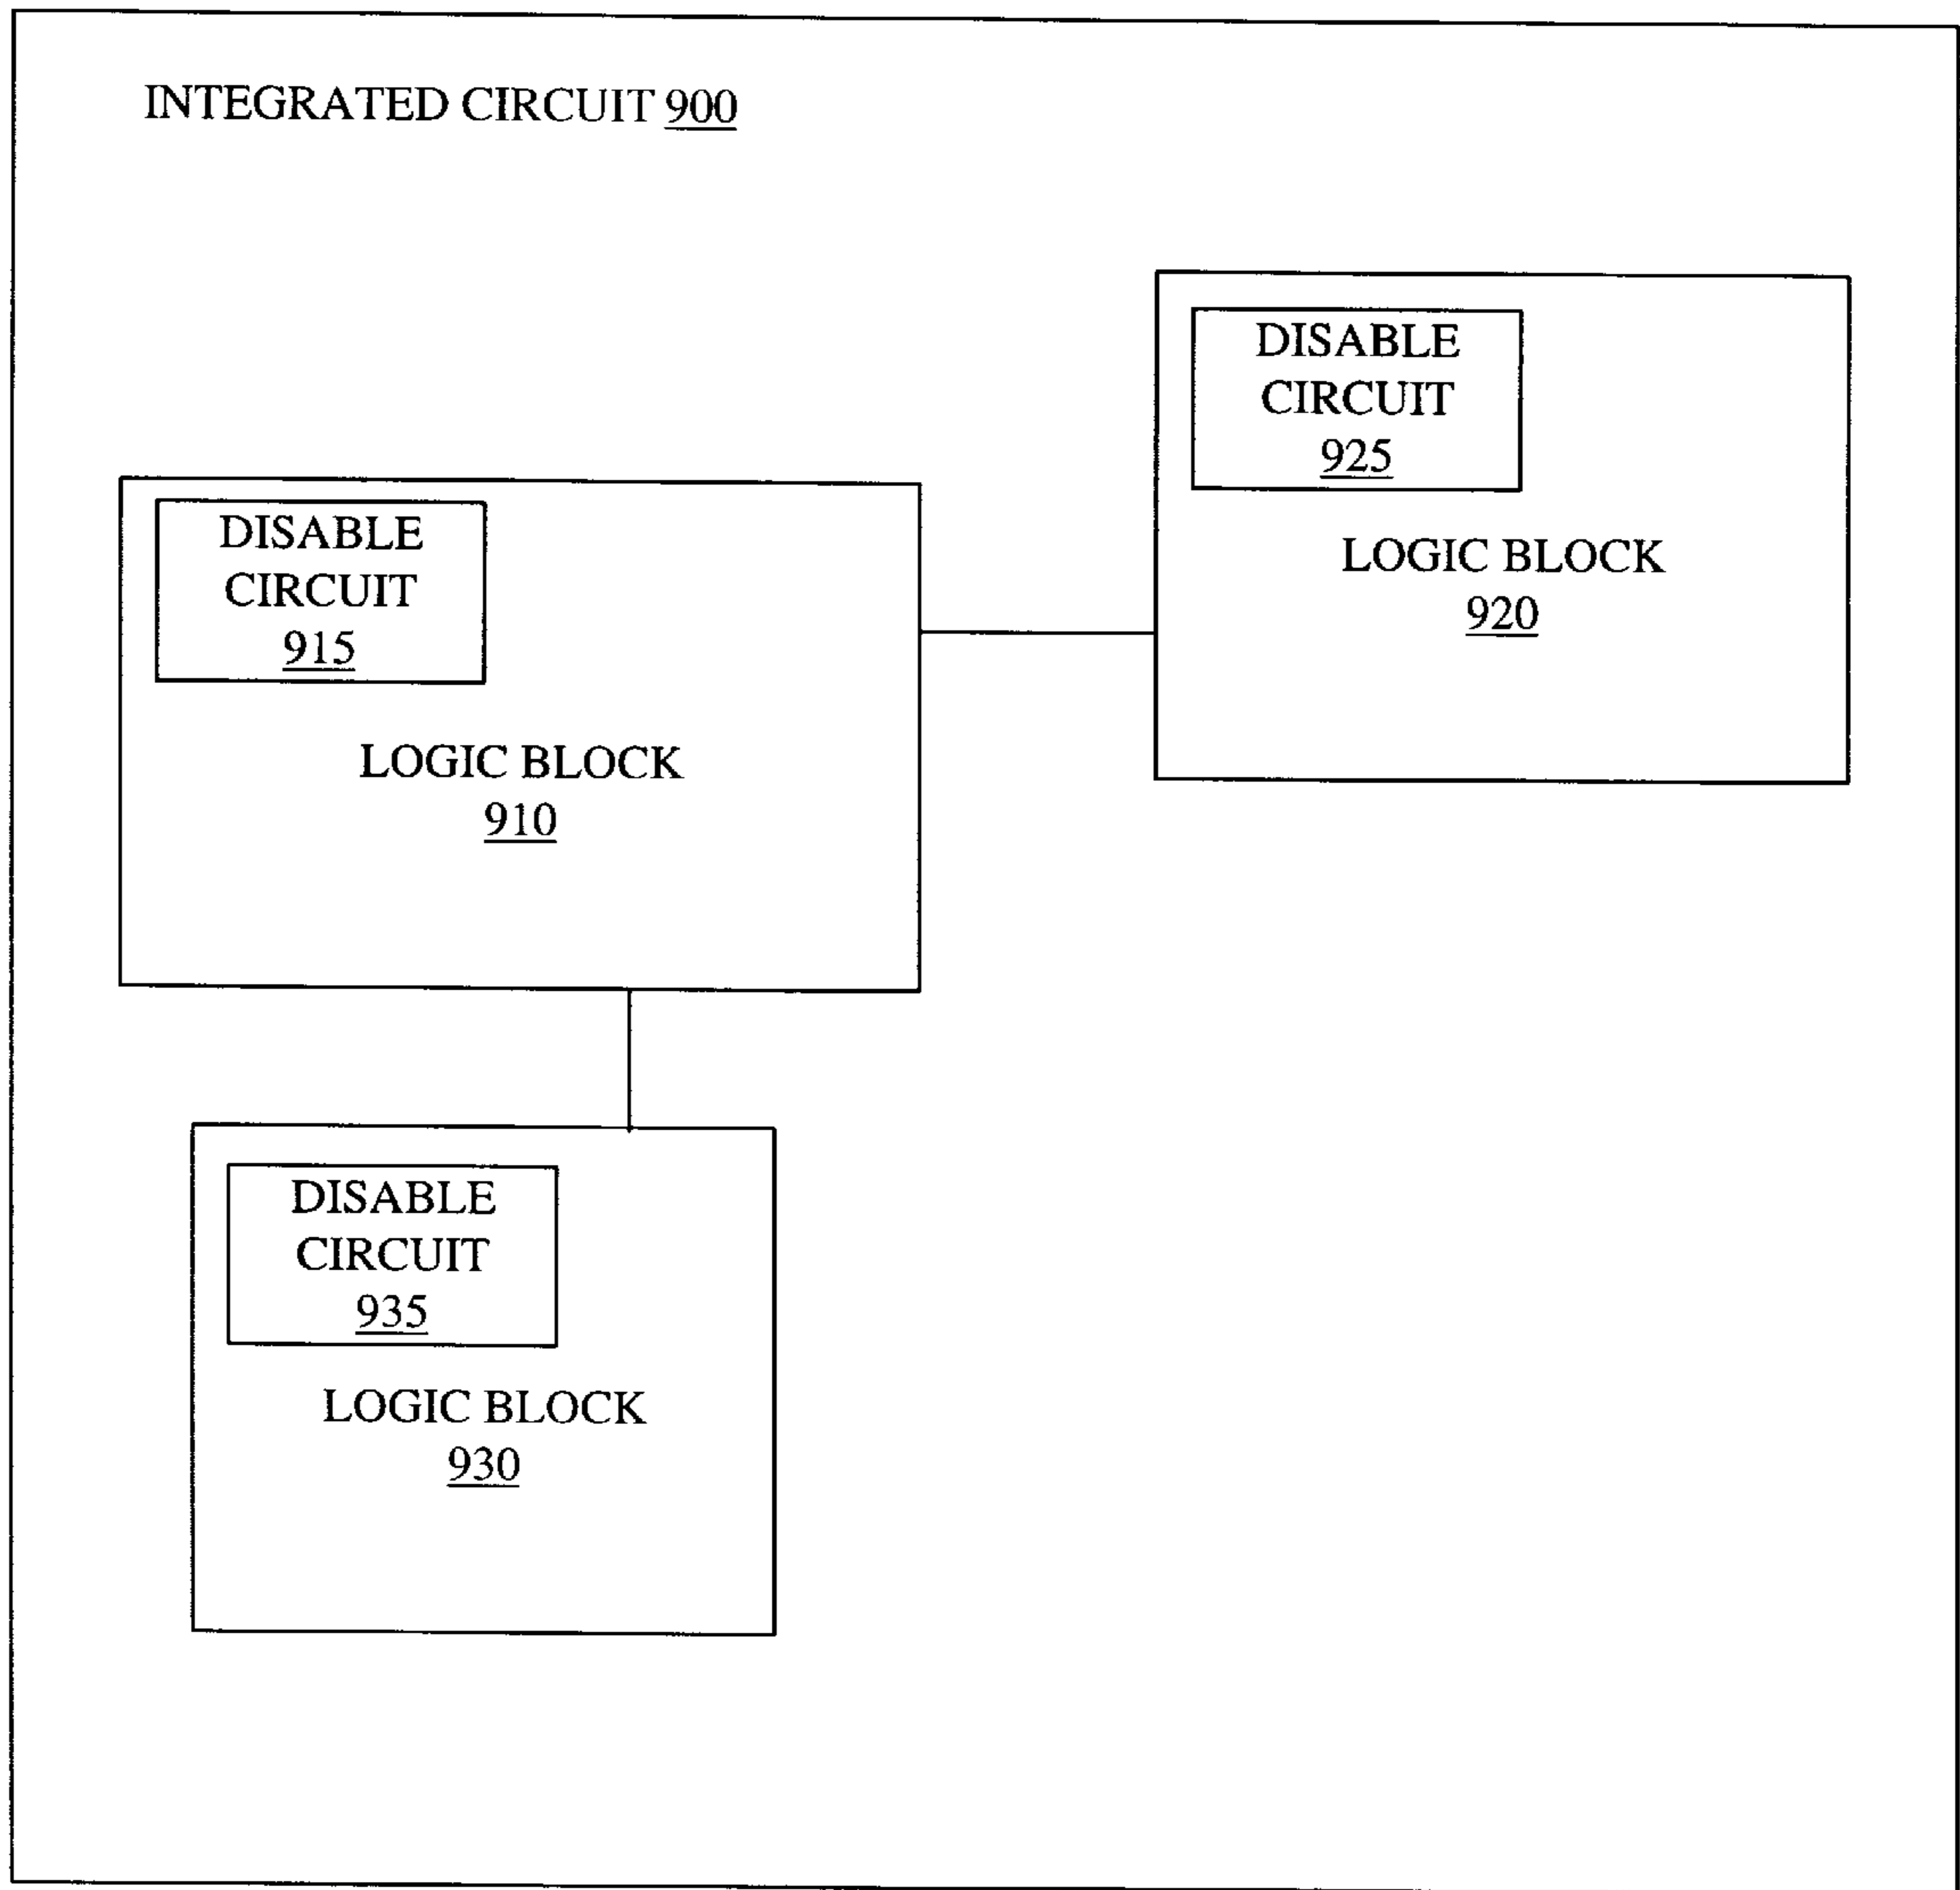 INTEGRATED CIRCUIT 900
DISABLE
CIRCUIT
925
LOGIC BLOCK
920
DISABLE
CIRCUIT
915
LOGIC BLOCK
910
DISABLE
CIRCUIT
935
LOGIC BLOCK
930